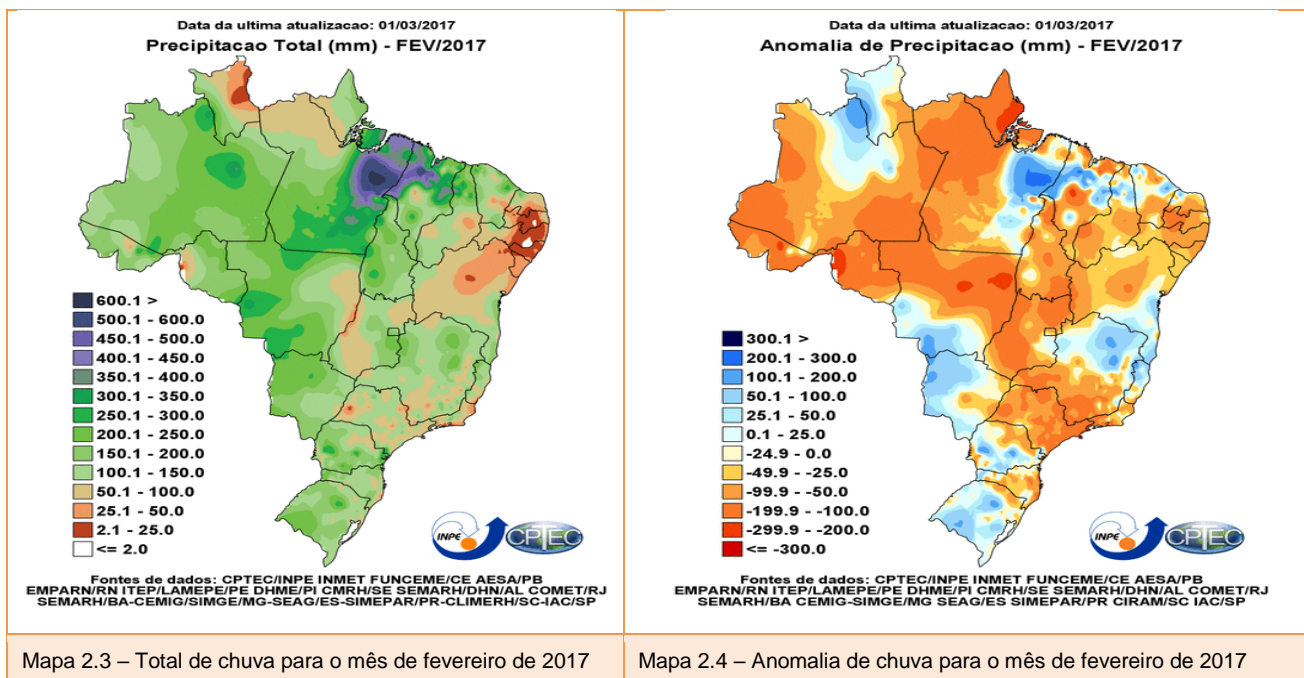 Data da ultima atualizacao: 01/03/2017
Precipitacao Total (mm) - FEV/2017
600.1 >
500.1 - 600.0
450.1 - 500.0
400.1 - 450.0
350.1 - 400.0
300.1 - 350.0
250.1 - 300.0
200.1 - 250.0
150.1 - 200.0
100.1 - 150.0
50.1 - 100.0
25.1 - 50.0
2.1 - 25.0
<= 2.0
INPE
CPTEC
Fontes de dados: CPTEC/INPE INMET FUNCEME/CE AESA/PB
EMPARN/RN ITEP/LAMEPE/PE DHME/PI CMRH/SE SEMARH/DHN/AL COMET/RJ
SEMARH/BA-CEMIG/SIMGE/MG-SEAG/ES-SIMEPAR/PR-CLIMERH/SC-IAC/SP
Mapa 2.3 – Total de chuva para o mês de fevereiro de 2017
Data da ultima atualizacao: 01/03/2017
Anomalia de Precipitacao (mm) - FEV/2017
300.1 >
200.1 - 300.0
100.1 - 200.0
50.1 - 100.0
25.1 - 50.0
0.1 - 25.0
-24.9 - 0.0
-49.9 - -25.0
-99.9 - -50.0
-199.9 - -100.0
-299.9 - -200.0
<= -300.0
INPE
CPTEC
Fontes de dados: CPTEC/INPE INMET FUNCEME/CE AESA/PB
EMPARN/RN ITEP/LAMEPE/PE DHME/PI CMRH/SE SEMARH/DHN/AL COMET/RJ
SEMARH/BA CEMIG-SIMGE/MG SEAG/ES SIMEPAR/PR CIRAM/SC IAC/SP
Mapa 2.4 – Anomalia de chuva para o mês de fevereiro de 2017